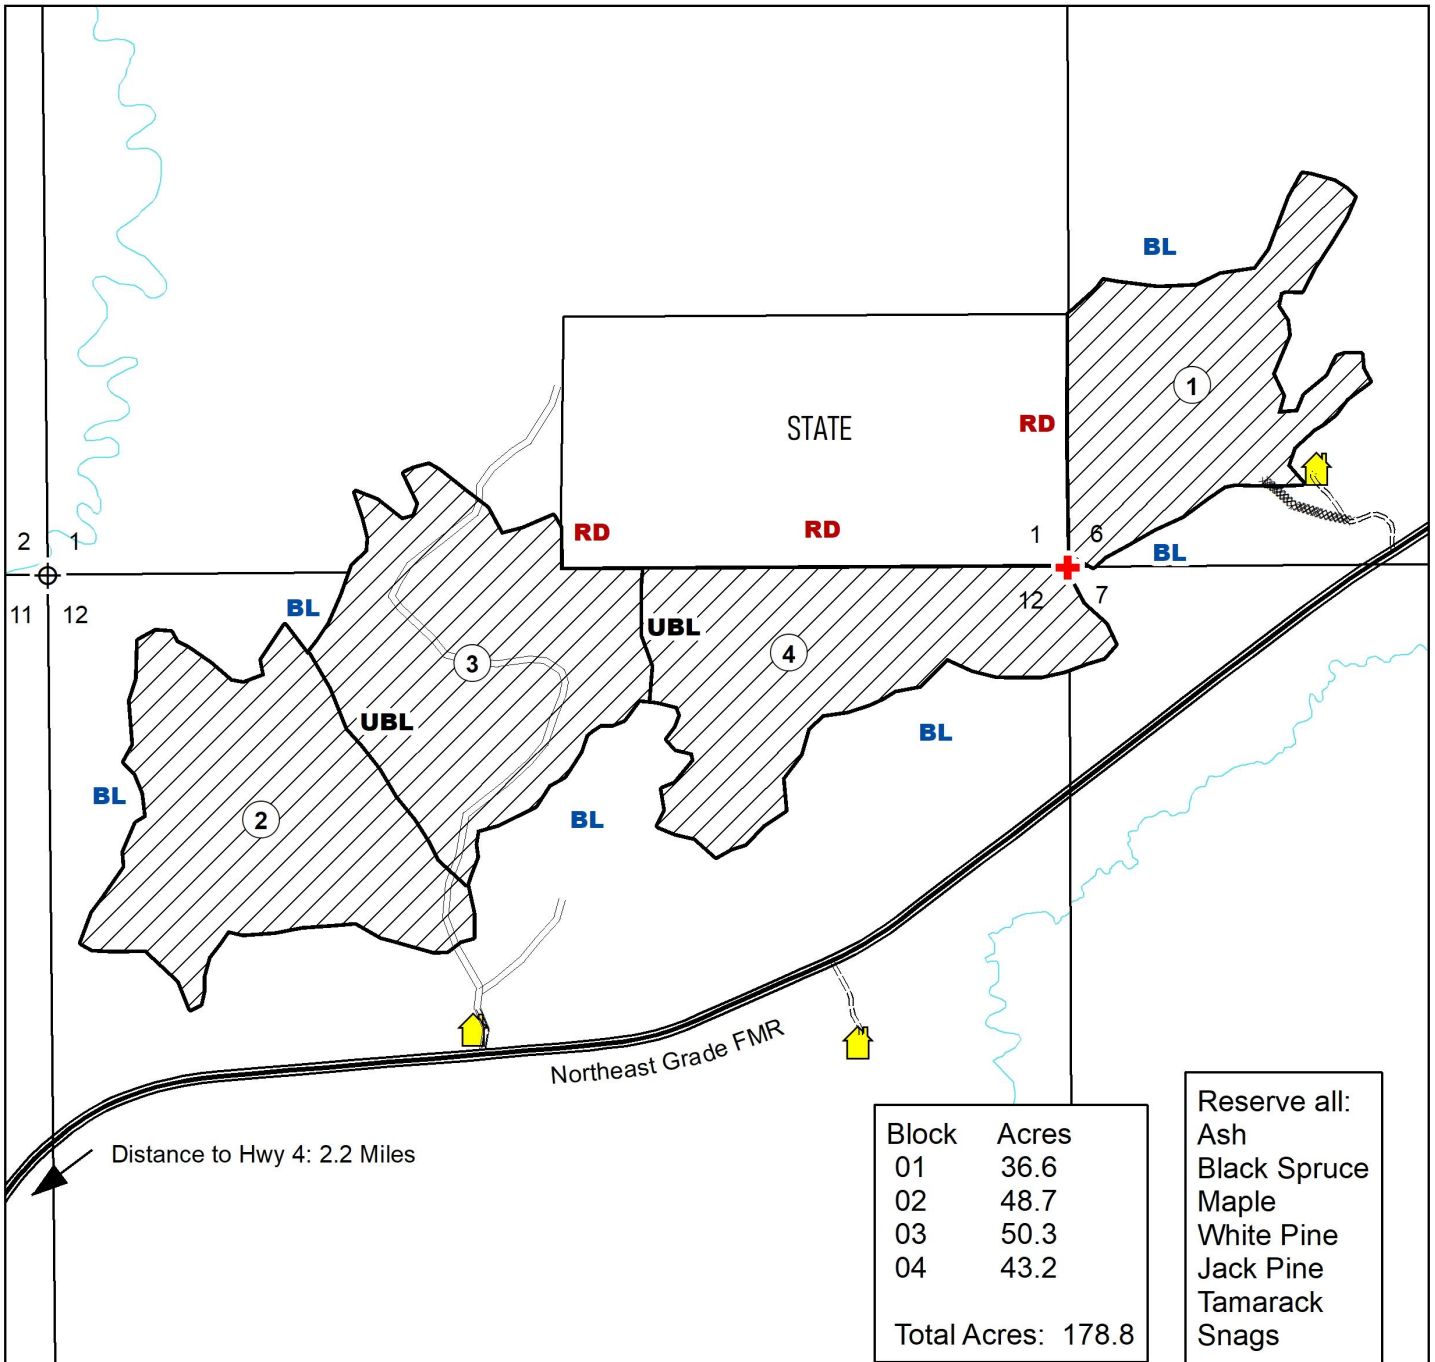 BL
1
STATE
RD
RD
RD
2 1
1 6
BL
11 12
BL
12 7
UBL
UBL
3
4
BL
BL
2
BL
Northeast Grade FMR
Distance to Hwy 4: 2.2 Miles
Block Acres
01 36.6
02 48.7
03 50.3
04 43.2
Total Acres: 178.8
Reserve all:
Ash
Black Spruce
Maple
White Pine
Jack Pine
Tamarack
Snags